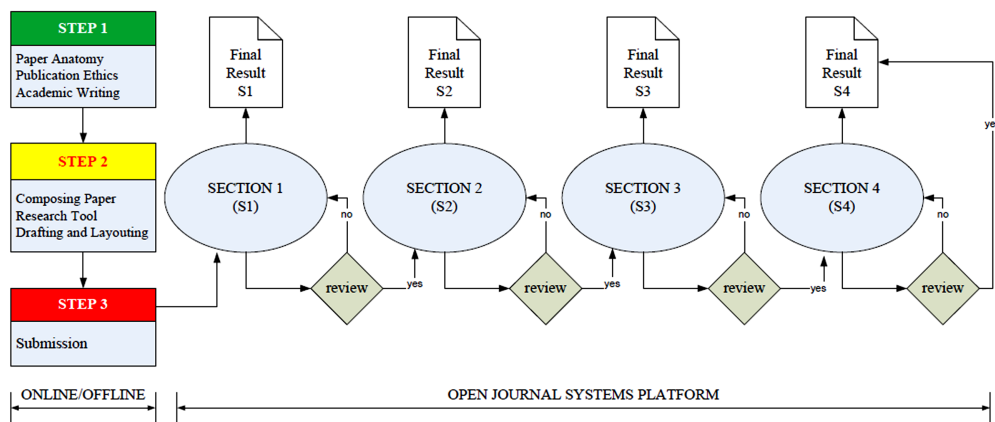 STEP 1
Paper Anatomy
Publication Ethics
Academic Writing
STEP 2
Composing Paper
Research Tool
Drafting and Layouting
STEP 3
Submission
ONLINE/OFFLINE
Final
Result
S1
SECTION 1
(S1)
no
review
yes
Final
Result
S2
SECTION 2
(S2)
no
review
yes
Final
Result
S3
SECTION 3
(S3)
no
review
yes
Final
Result
S4
SECTION 4
(S4)
no
review
ye
OPEN JOURNAL SYSTEMS PLATFORM